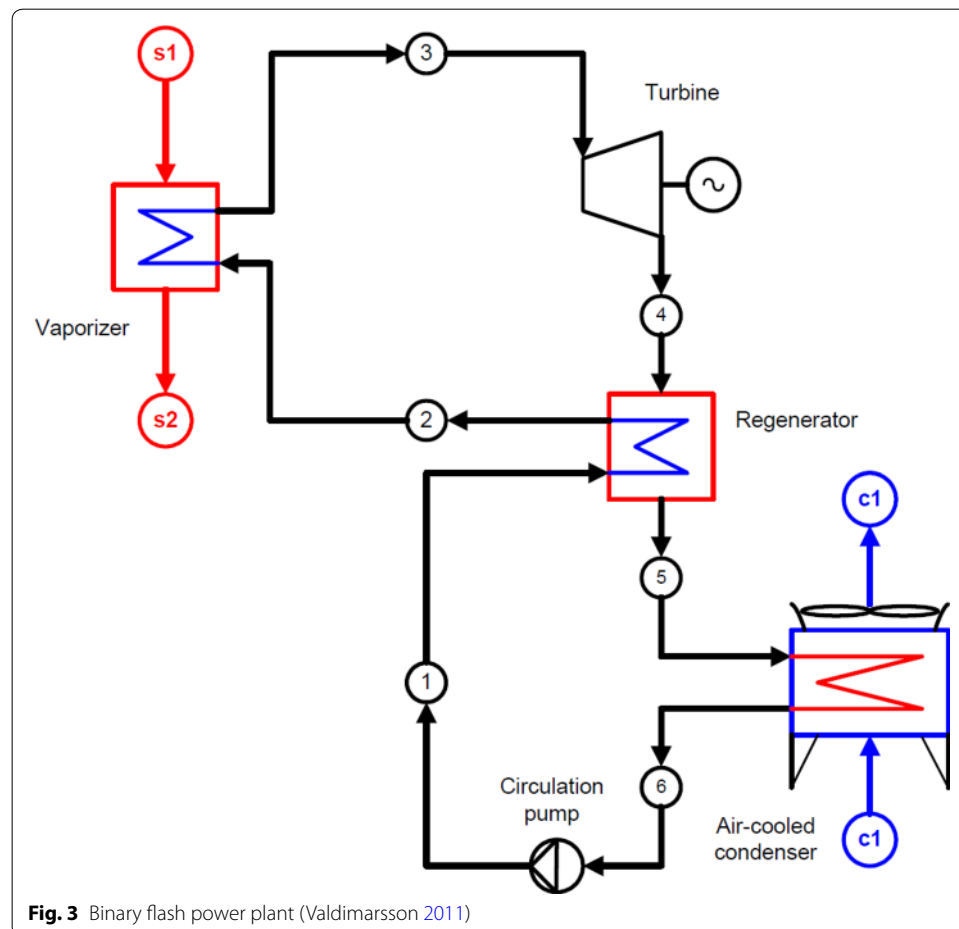 s1
3
Turbine
~
Vaporizer
4
s2
2
Regenerator
c1
5
1
Circulation
pump
6
Air-cooled
condenser
c1
Fig. 3 Binary flash power plant (Valdimarsson 2011)